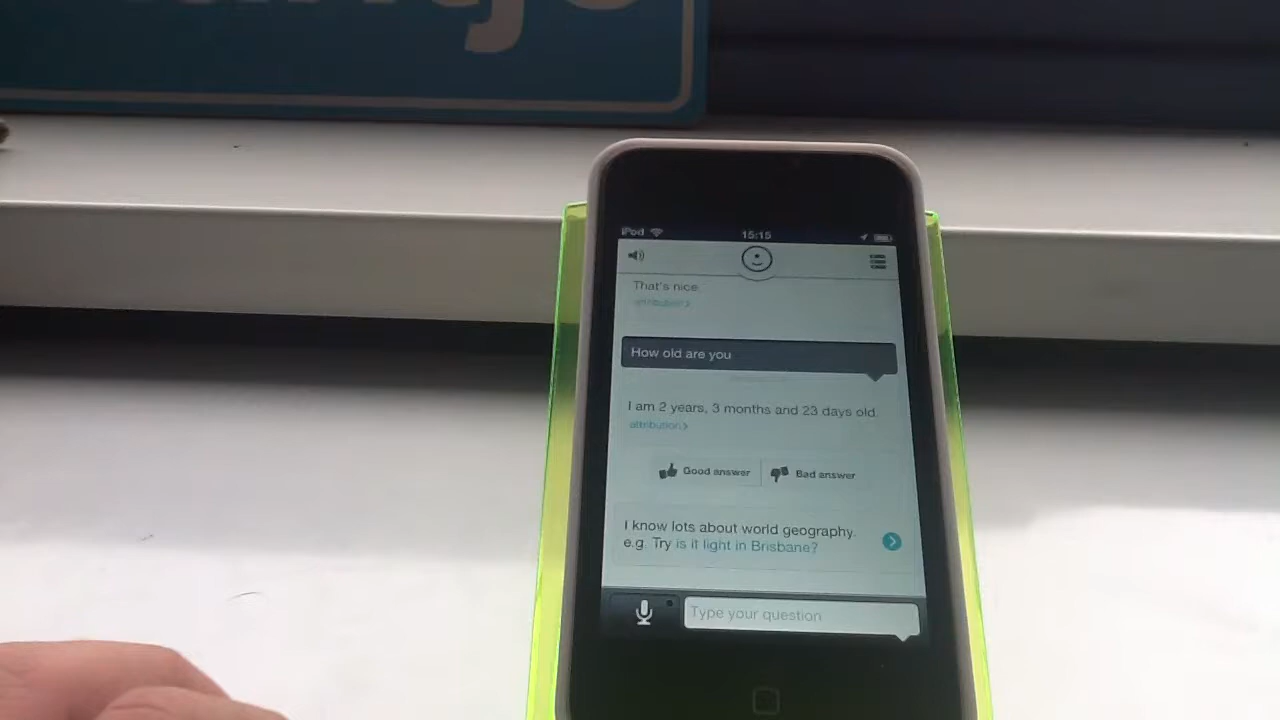 iPod
15:15
That's nice.
attribution
How old are you
I am 2 years, 3 months and 23 days old.
attribution
Good answer
Bad answer
I know lots about world geography.
e.g. Try is it light in Brisbane?
Type your question